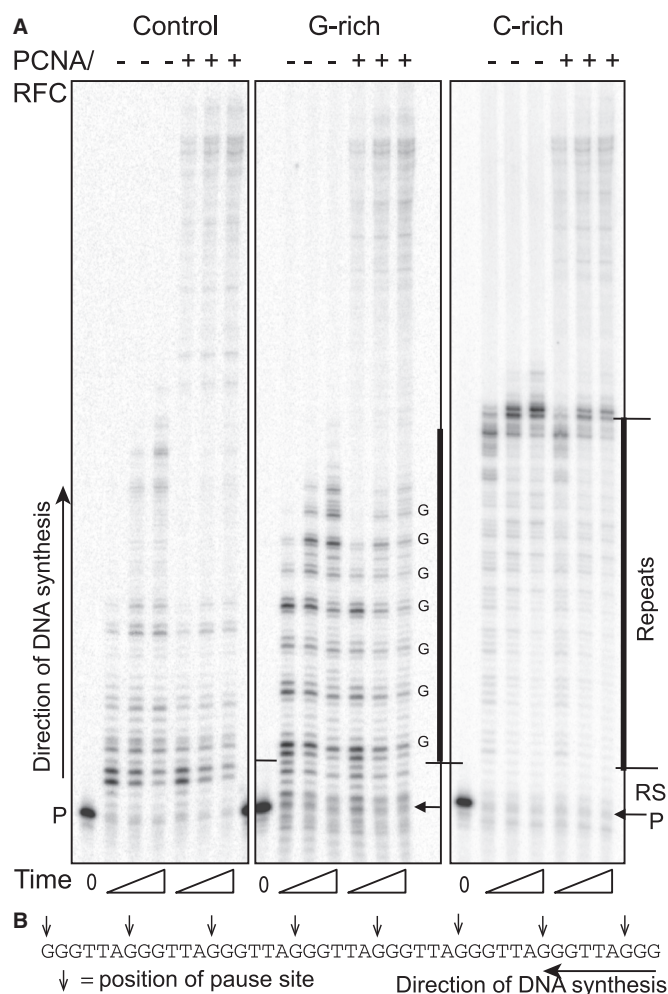 A
Control G-rich C-rich
PCNA/ - - - + + + - - - + + + - - - + + +
RFC
Direction of DNA synthesis
G
G
G
G
G
G
G
Repeats
RS
P
P
Time 0 0 0
B
GGGTTAGGGTTAGGGTTAGGGTTAGGGTTAGGGTTAGGGTTAGGG
= position of pause site
Direction of DNA synthesis